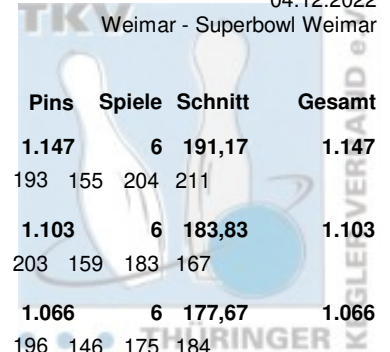 04.12.2022
Weimar - Superbowl Weimar
TKV
Pins Spiele Schnitt Gesamt
1.147 6 191,17 1.147
193 155 204 211
1.103 6 183,83 1.103
203 159 183 167
1.066 6 177,67 1.066
196 146 175 184
THÜRINGER
KEGLER VERBAND e.V.